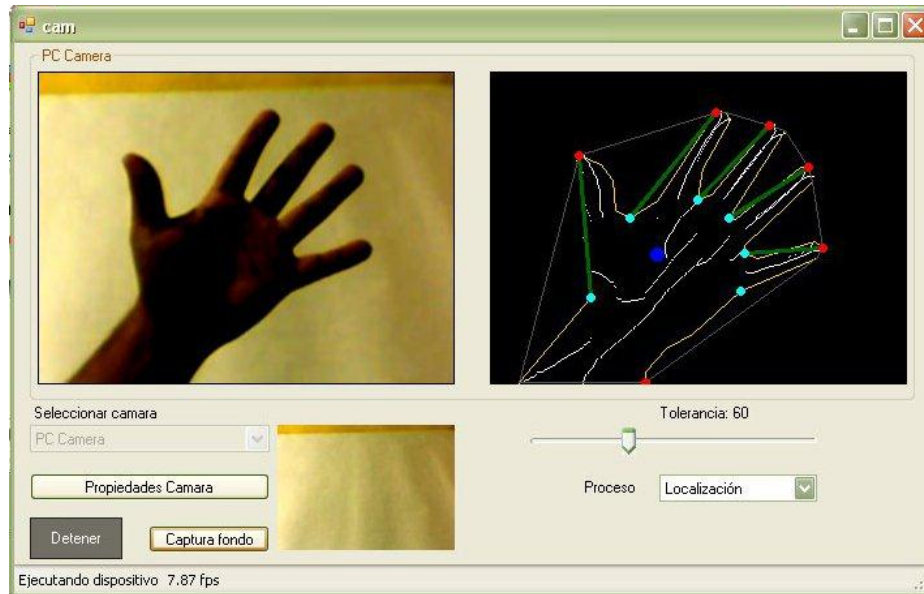 cam
PC Camera
Seleccionar camara
Tolerancia: 60
PC Camera
Propiedades Camara
Proceso
Localización
Detener
Captura fondo
Ejecutando dispositivo 7.87 fps